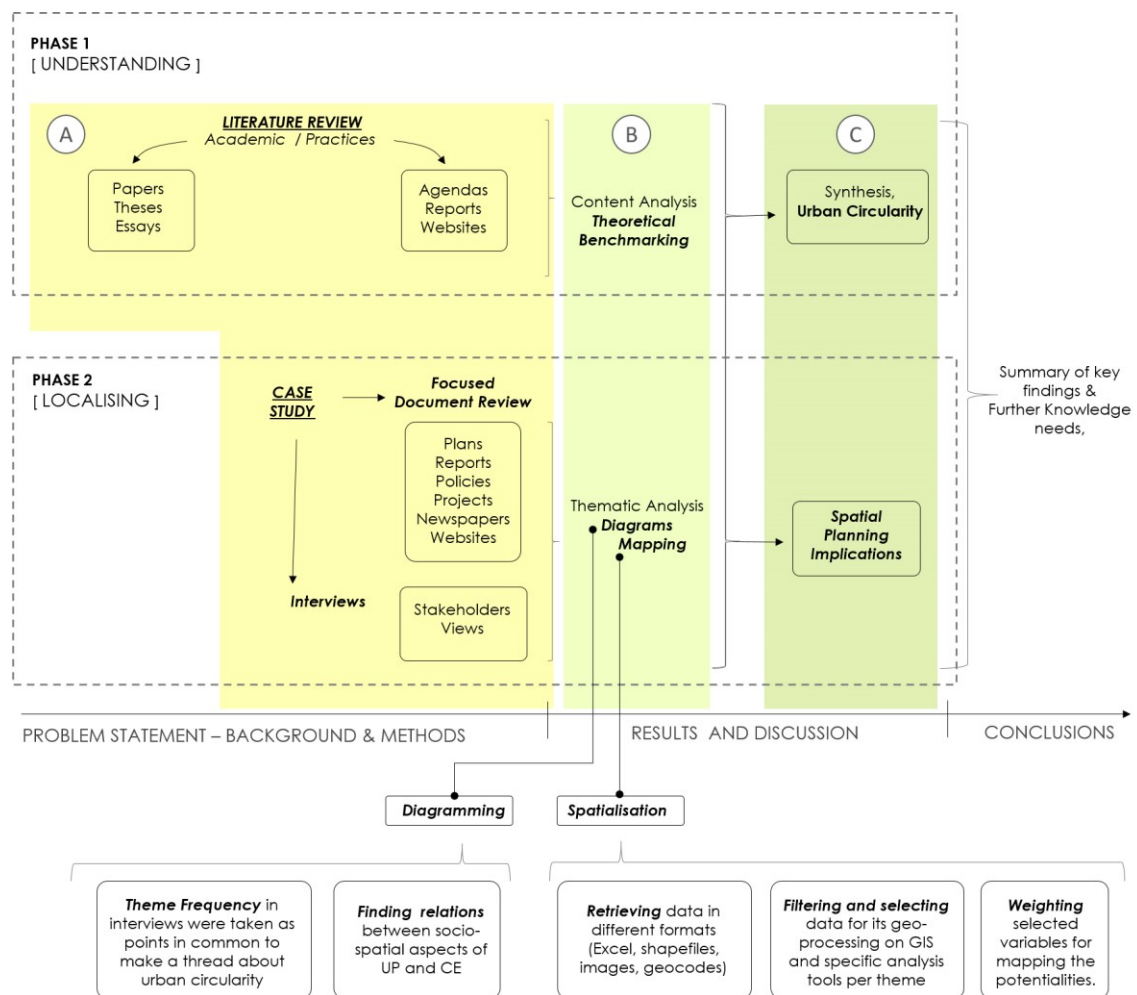 PHASE 1
[ UNDERSTANDING ]
A
LITERATURE REVIEW
Academic / Practices
Papers
Theses
Essays
Agendas
Reports
Websites
B
Content Analysis
Theoretical
Benchmarking
C
Synthesis,
Urban Circularity
PHASE 2
[ LOCALISING ]
CASE
STUDY
Focused
Document Review
Plans
Reports
Policies
Projects
Newspapers
Websites
Interviews
Stakeholders
Views
Thematic Analysis
Diagrams
Mapping
Spatial
Planning
Implications
Summary of key
findings &
Further Knowledge
needs,
PROBLEM STATEMENT – BACKGROUND & METHODS
RESULTS AND DISCUSSION
CONCLUSIONS
Diagramming
Spatialisation
Theme Frequency in
interviews were taken as
points in common to
make a thread about
urban circularity
Finding relations
between socio-
spatial aspects of
UP and CE
Retrieving data in
different formats
(Excel, shapefiles,
images, geocodes)
Filtering and selecting
data for its geo-
processing on GIS
and specific analysis
tools per theme
Weighting
selected
variables for
mapping the
potentialities.